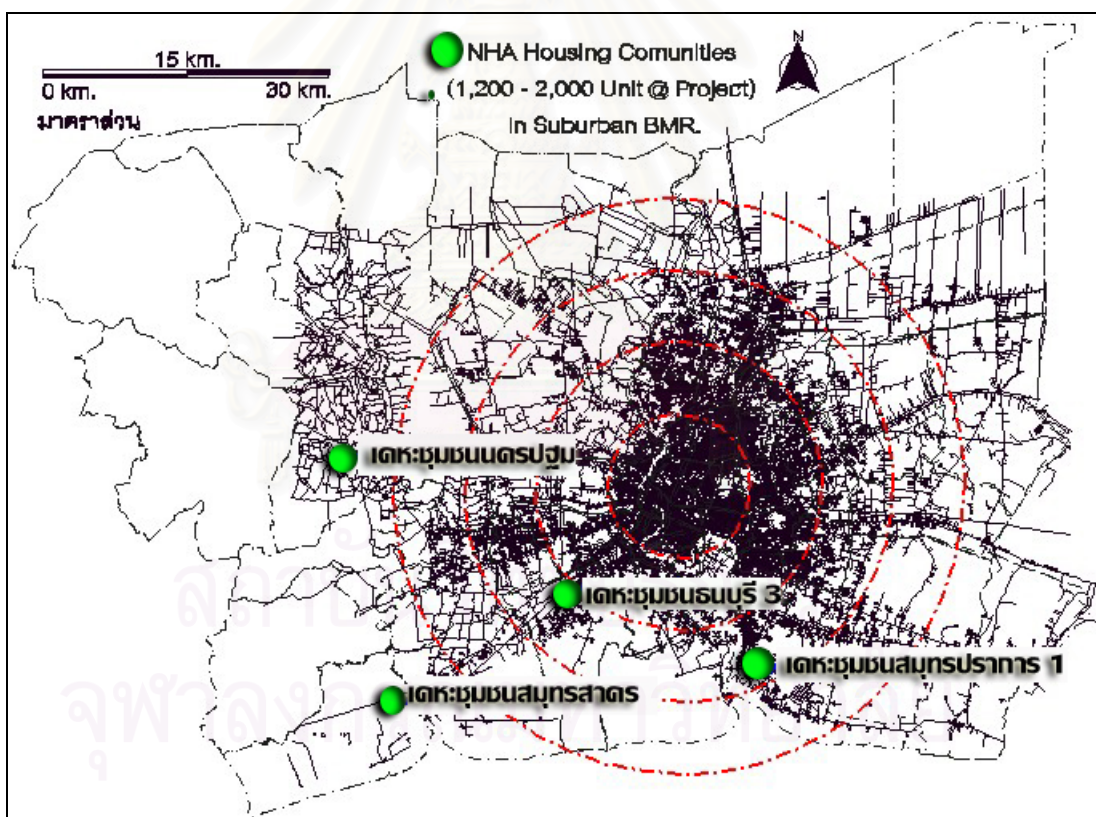 N
15 km.
0 km. 30 km.
มาตราส่วน
NHA Housing Comunities
(1,200 - 2,000 Unit @ Project)
In Suburban BMR.
เคหะชุมชนนครปฐม
เคหะชุมชนธนบุรี 3
เคหะชุมชนสมุทรปราการ 1
เคหะชุมชนสมุทรสาคร